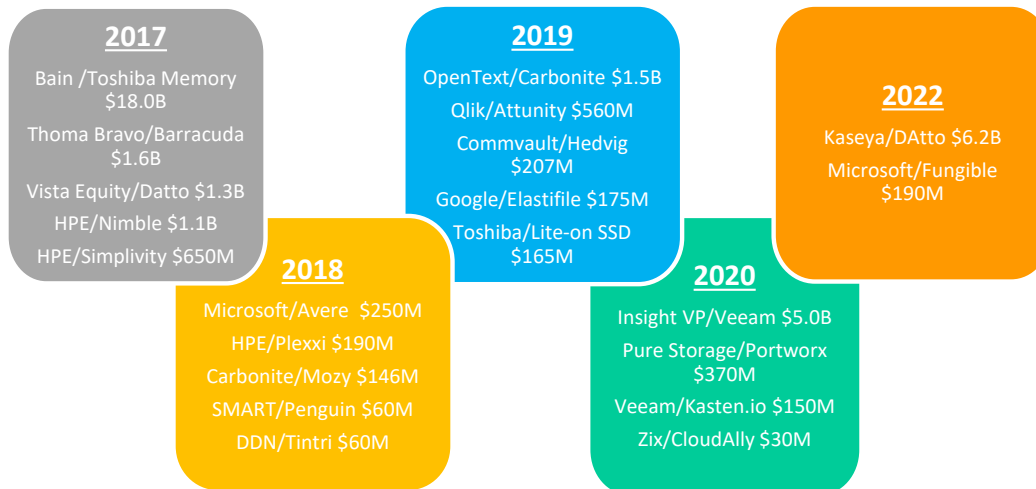 2017
Bain /Toshiba Memory
$18.0B
Thoma Bravo/Barracuda
$1.6B
Vista Equity/Datto $1.3B
HPE/Nimble $1.1B
HPE/Simplivity $650M
2018
Microsoft/Avere $250M
HPE/Plexxi $190M
Carbonite/Mozy $146M
SMART/Penguin $60M
DDN/Tintri $60M
2019
OpenText/Carbonite $1.5B
Qlik/Attunity $560M
Commvault/Hedvig
$207M
Google/Elastifile $175M
Toshiba/Lite-on SSD
$165M
2020
Insight VP/Veeam $5.0B
Pure Storage/Portworx
$370M
Veeam/Kasten.io $150M
Zix/CloudAlly $30M
2022
Kaseya/DAtto $6.2B
Microsoft/Fungible
$190M